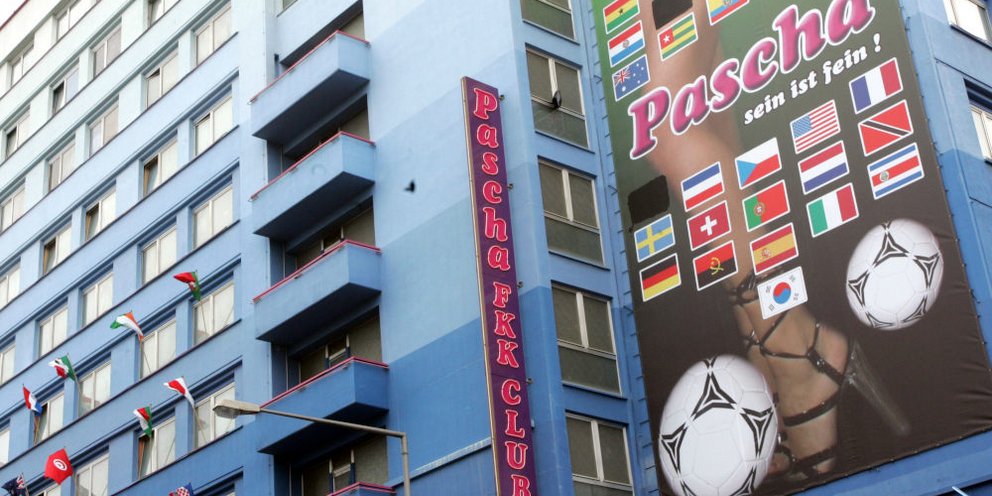 Pascha FKK CLUB
Pascha
sein ist fein !